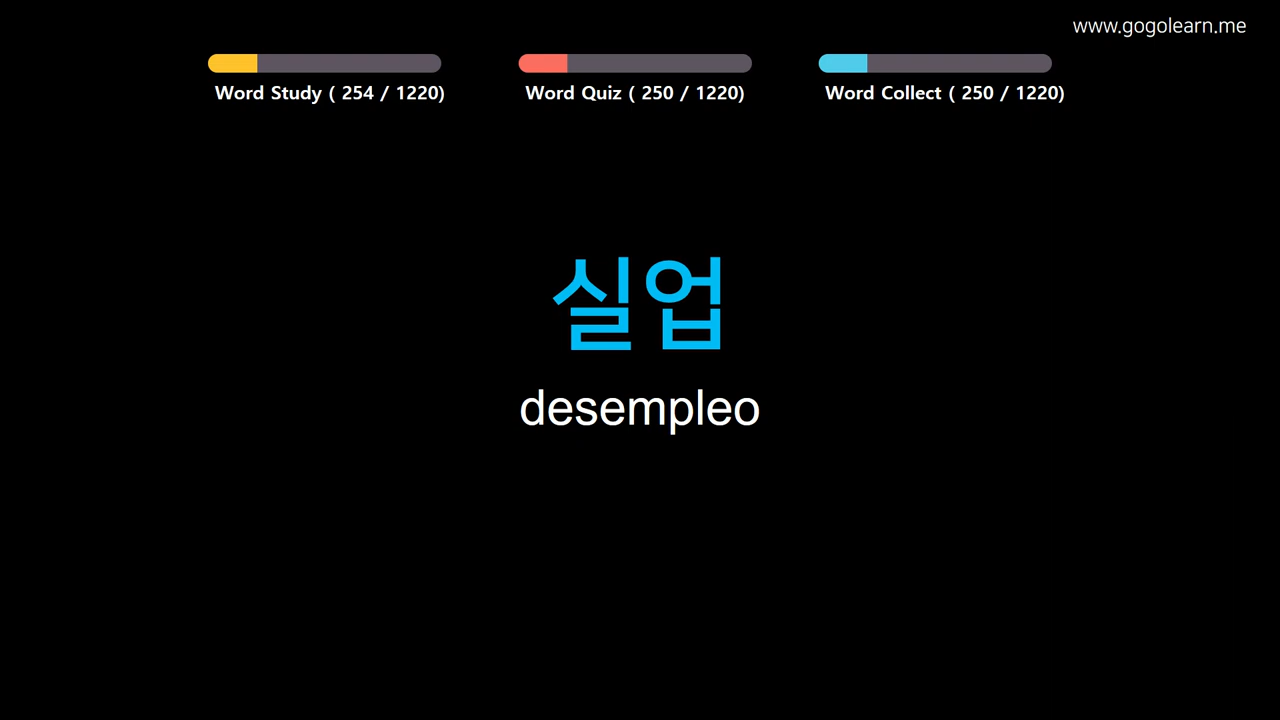 www.gogolearn.me
Word Study ( 254 / 1220)
Word Quiz ( 250 / 1220)
Word Collect ( 250 / 1220)
실업
desempleo